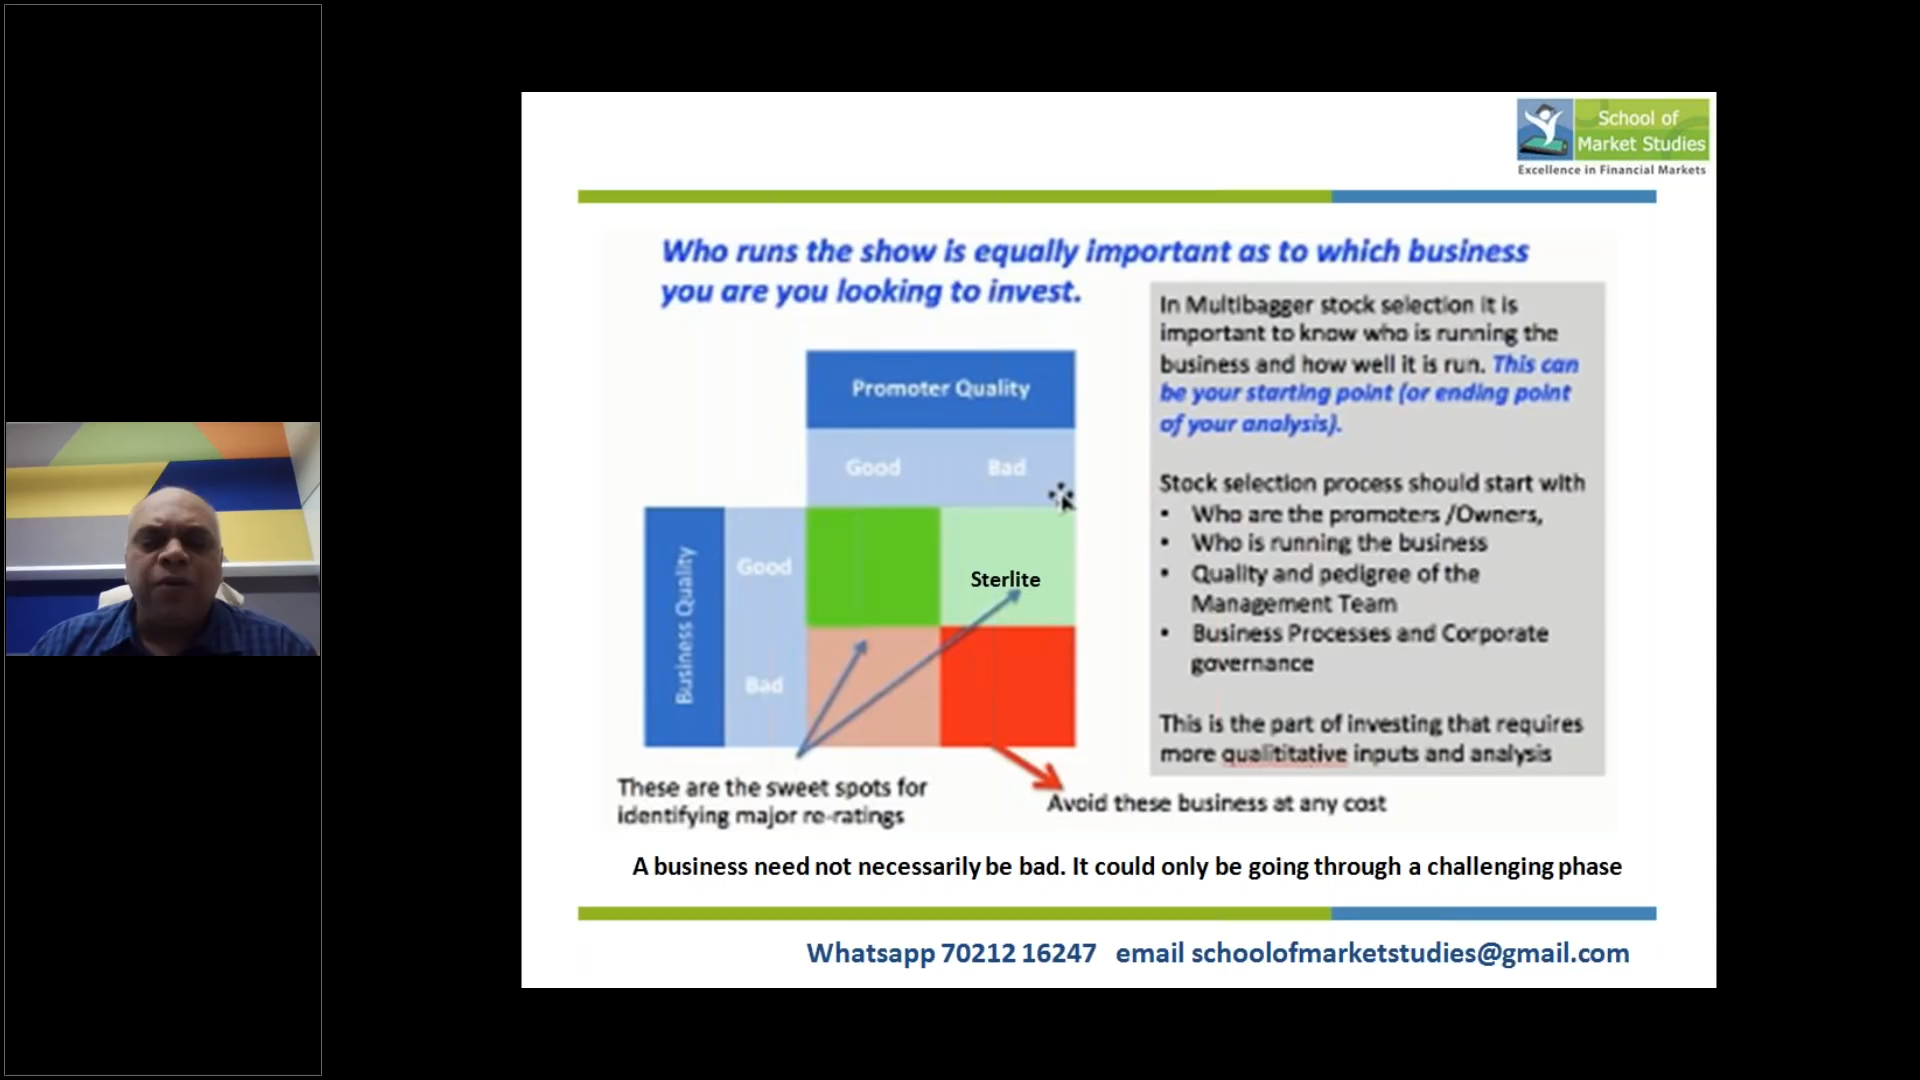 School of
Market Studies
Excellence in Financial Markets
Who runs the show is equally important as to which business
you are you looking to invest.
In Multibagger stock selection it is
important to know who is running the
business and how well it is run. This can
be your starting point (or ending point
of your analysis).
Promoter Quality
Good Bad
Stock selection process should start with
• Who are the promoters /Owners,
• Who is running the business
• Quality and pedigree of the
Management Team
• Business Processes and Corporate
governance
This is the part of investing that requires
more qualititative inputs and analysis
Business Quality
Good
Sterlite
Bad
These are the sweet spots for
identifying major re-ratings
Avoid these business at any cost
A business need not necessarily be bad. It could only be going through a challenging phase
Whatsapp 70212 16247 email schoolofmarketstudies@gmail.com